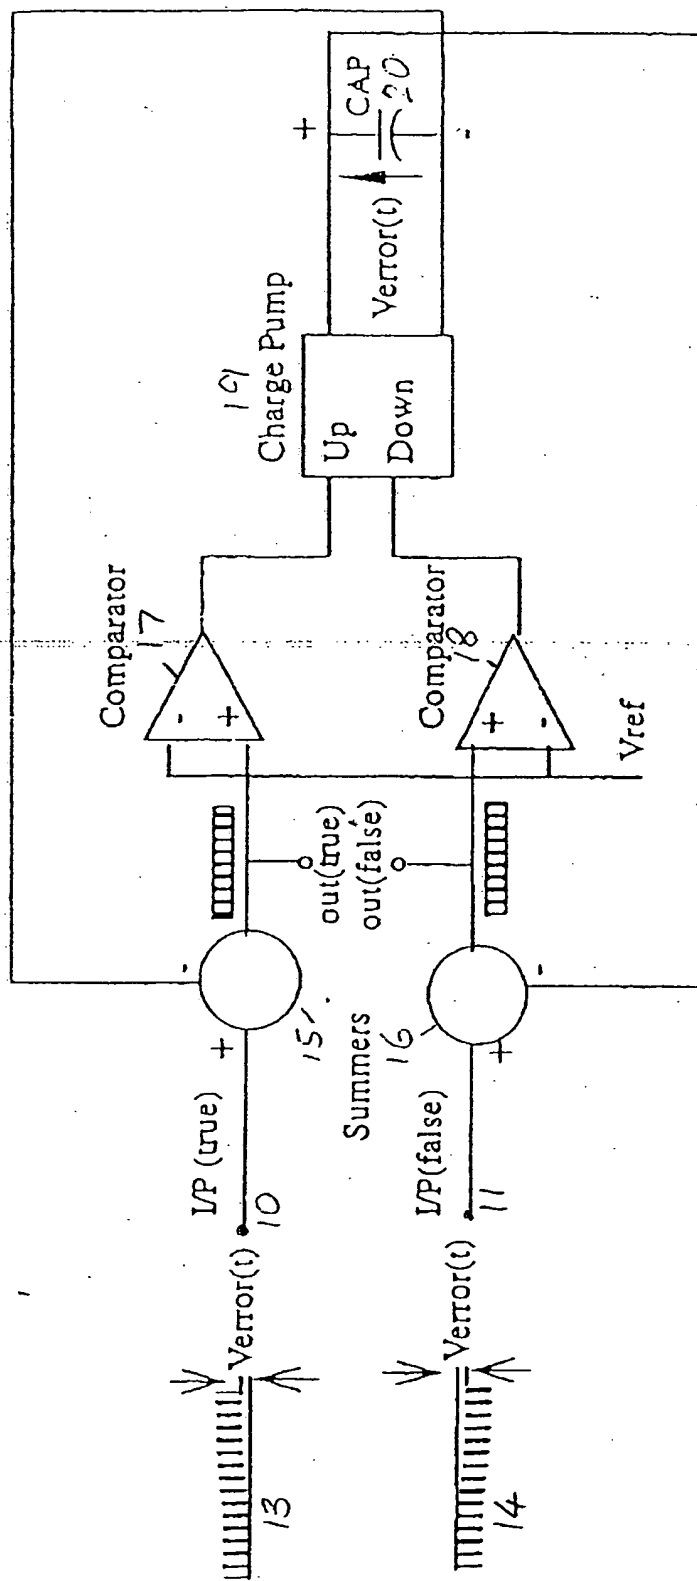 CAP
20
+
-
Verror(t)
19
Charge Pump
Up
Down
Comparator
17
-
+
Comparator
18
+
-
Vref
out(true)
out(false)
-
+
15
Summers
16
+
-
I/P (true)
10
I/P(false)
11
Verror(t)
13
Verror(t)
14